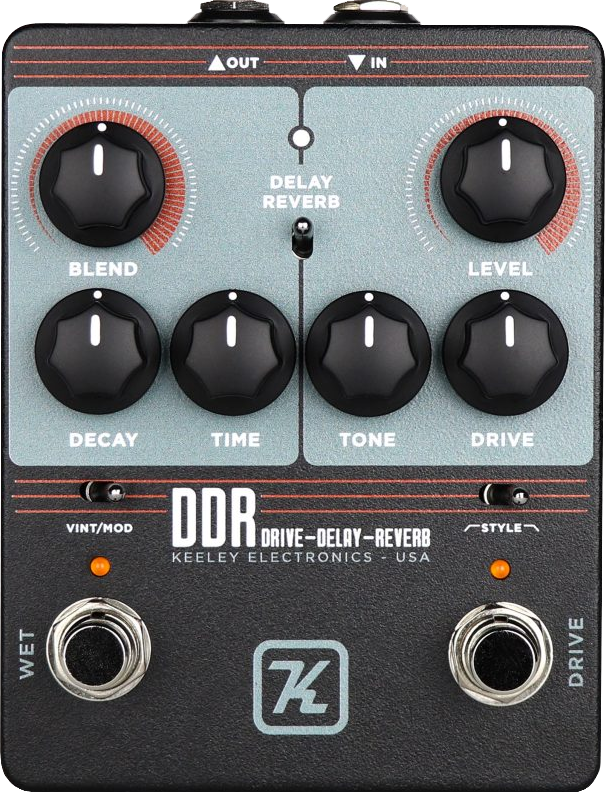 OUT IN
DELAY
REVERB
BLEND LEVEL
DECAY TIME TONE DRIVE
VINT/MOD DDR DRIVE-DELAY-REVERB STYLE
KEELEY ELECTRONICS - USA
WET
DRIVE
K